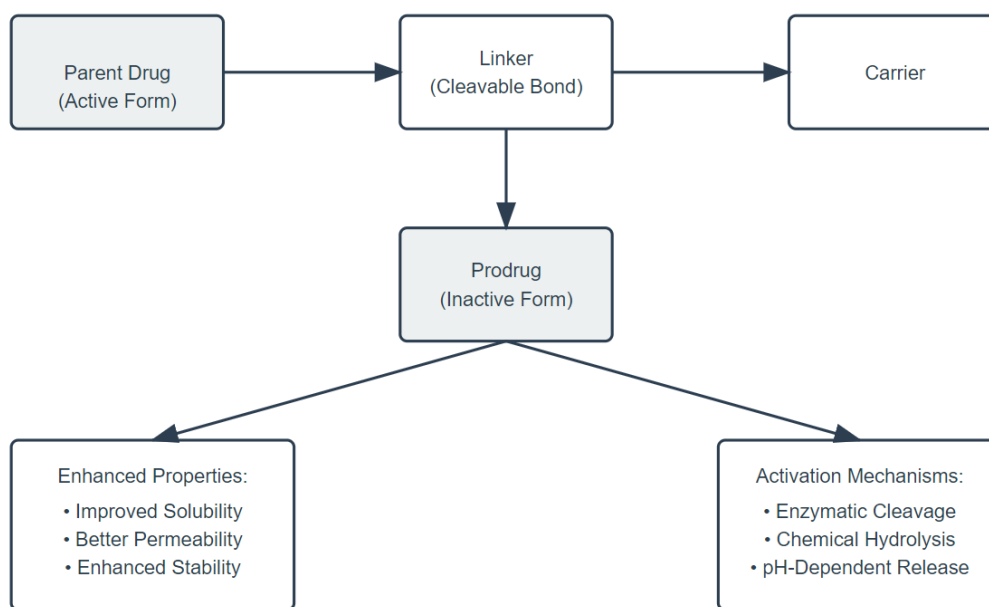 Parent Drug
(Active Form)
Linker
(Cleavable Bond)
Carrier
Prodrug
(Inactive Form)
Enhanced Properties:
• Improved Solubility
• Better Permeability
• Enhanced Stability
Activation Mechanisms:
• Enzymatic Cleavage
• Chemical Hydrolysis
• pH-Dependent Release